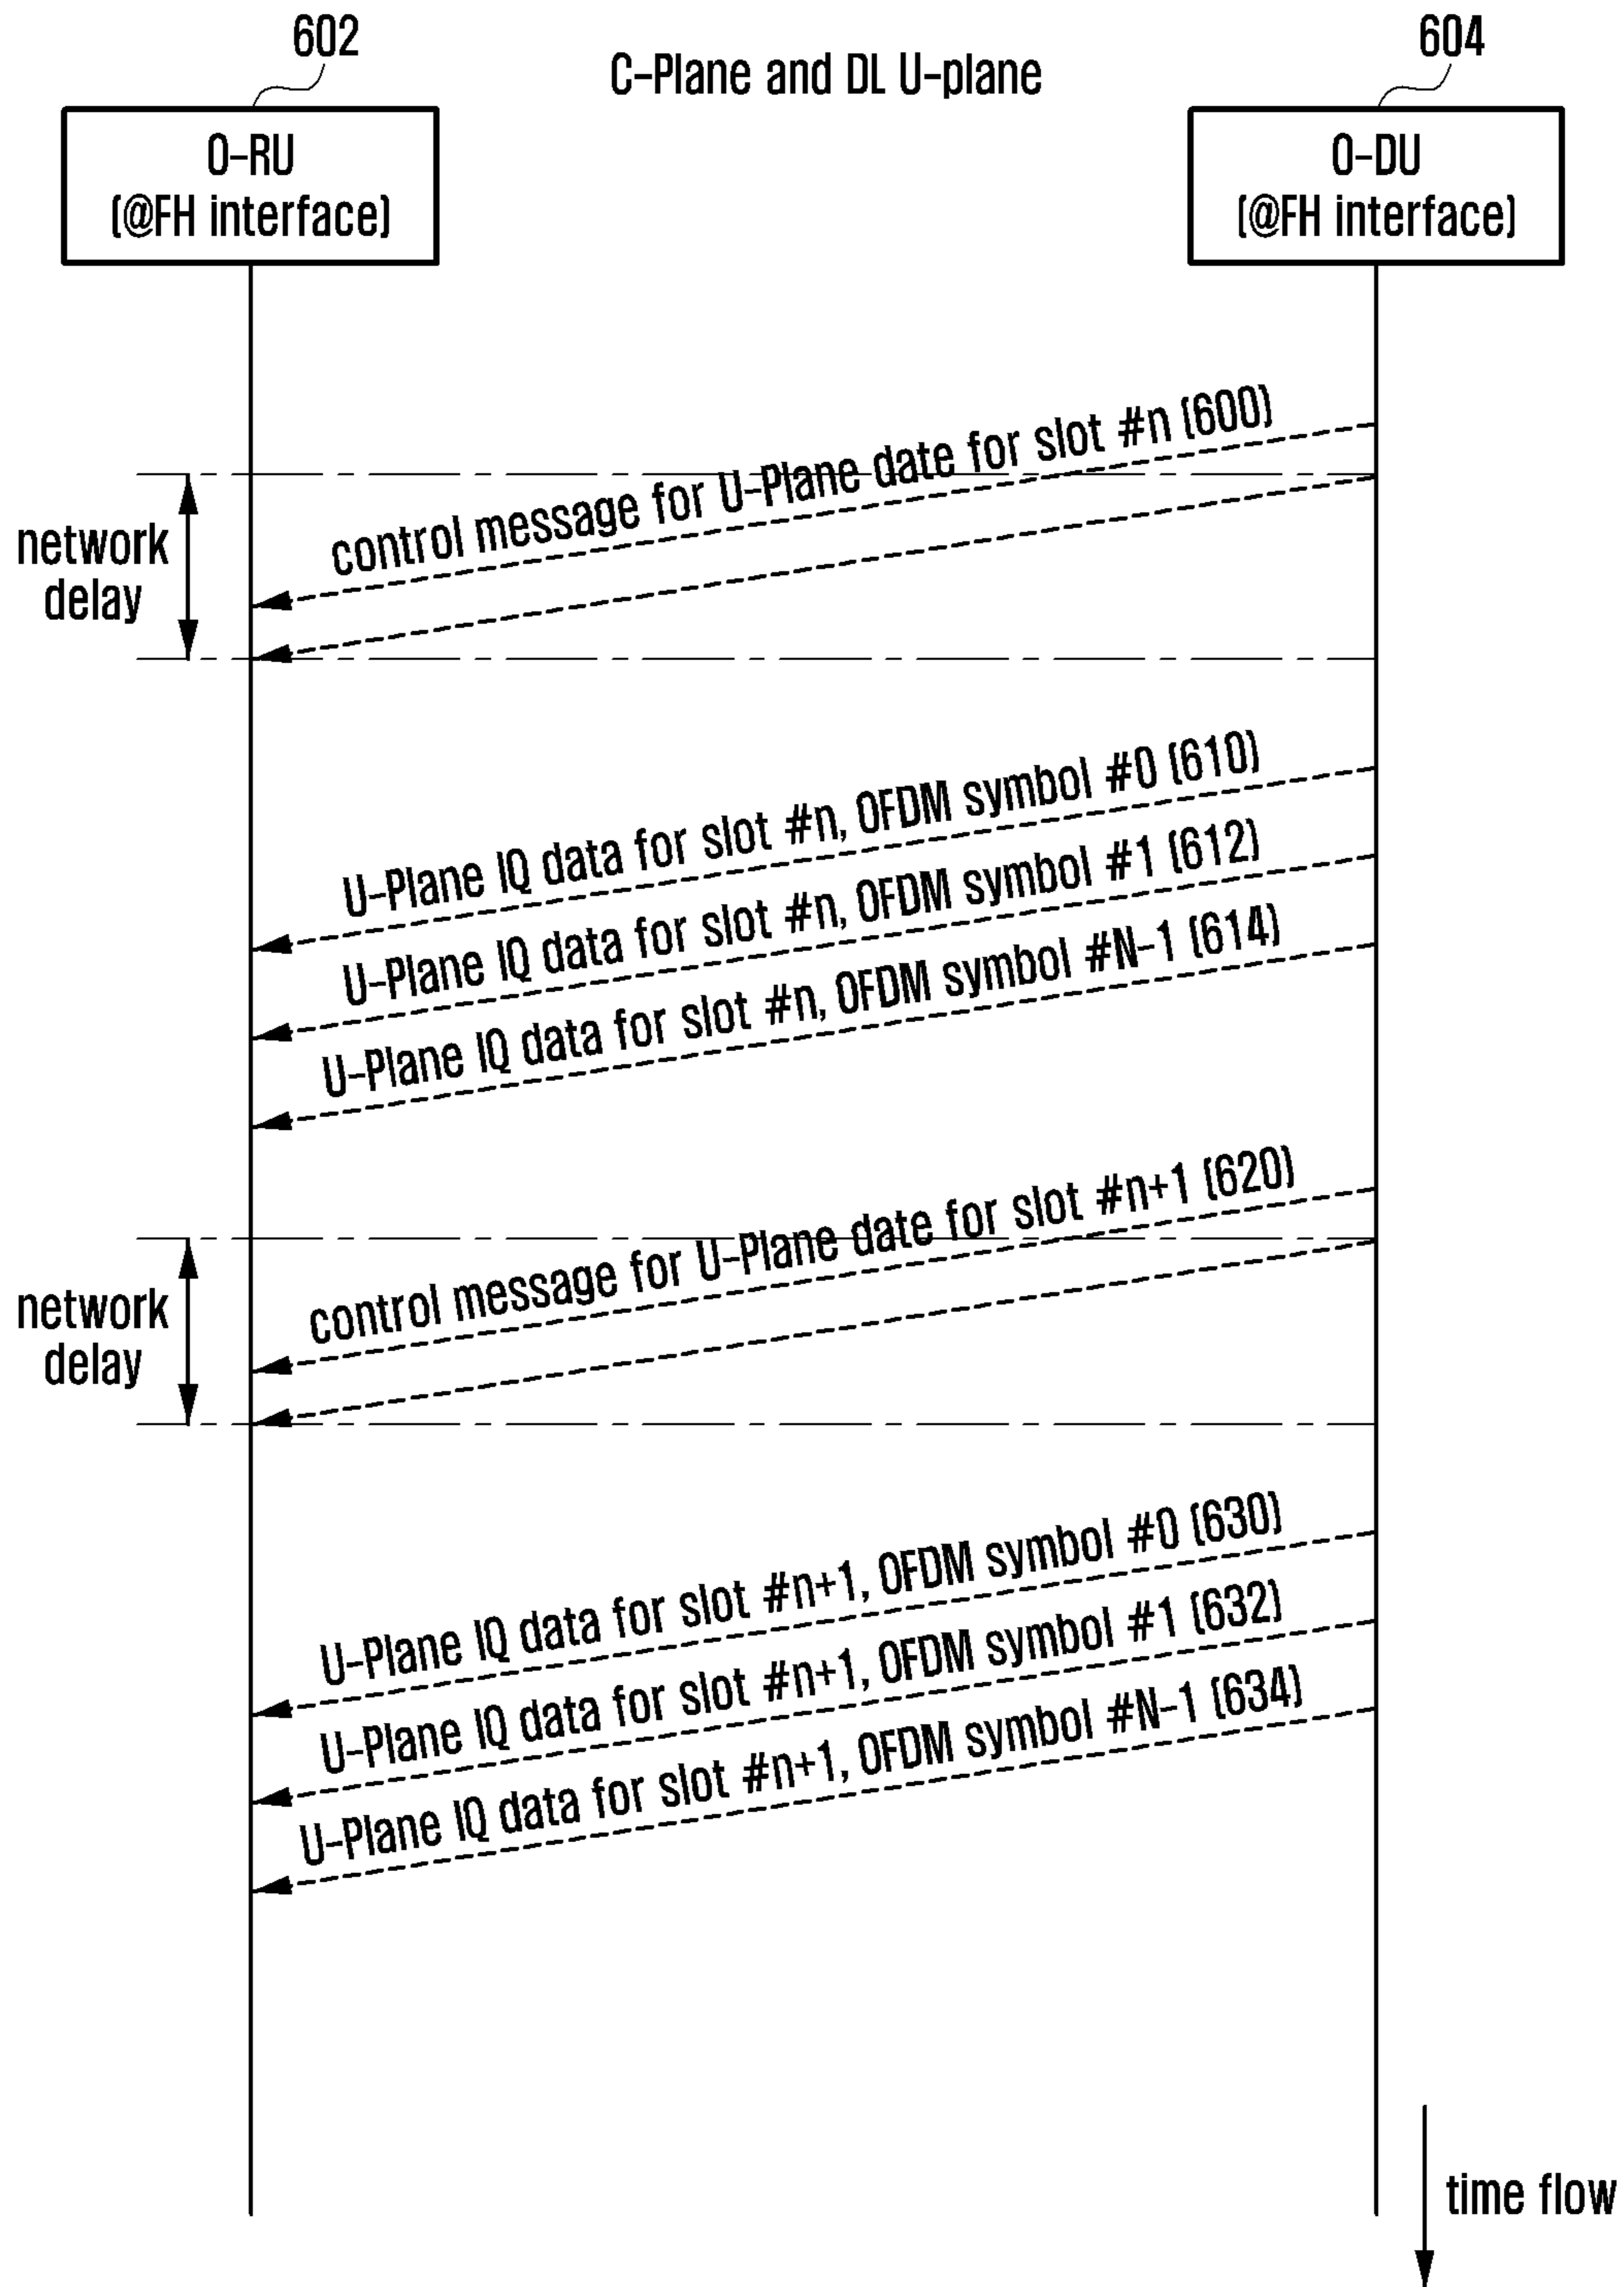 602
C-Plane and DL U-plane
604
O-RU
(@FH interface)
O-DU
(@FH interface)
control message for U-Plane date for slot #n (600)
network
delay
U-Plane IQ data for slot #n, OFDM symbol #0 (610)
U-Plane IQ data for slot #n, OFDM symbol #1 (612)
U-Plane IQ data for slot #n, OFDM symbol #N-1 (614)
control message for U-Plane date for slot #n+1 (620)
network
delay
U-Plane IQ data for slot #n+1, OFDM symbol #0 (630)
U-Plane IQ data for slot #n+1, OFDM symbol #1 (632)
U-Plane IQ data for slot #n+1, OFDM symbol #N-1 (634)
time flow